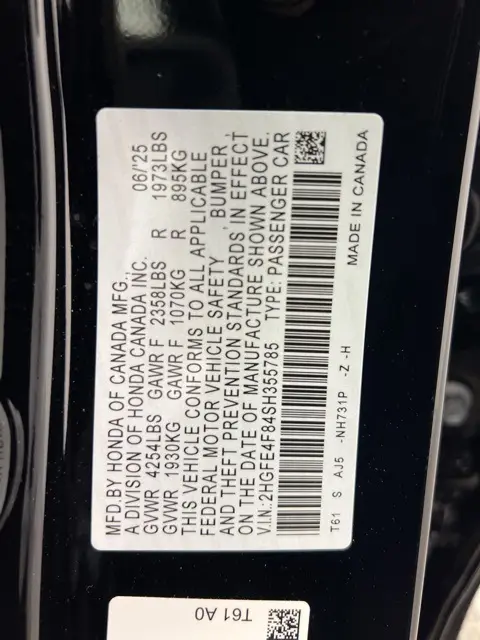 MFD.BY HONDA OF CANADA MFG., 06/'25
A DIVISION OF HONDA CANADA INC.
GVWR 4254LBS GAWR F 2358LBS R 1973LBS
GVWR 1930KG GAWR F 1070KG R 895KG
THIS VEHICLE CONFORMS TO ALL APPLICABLE
FEDERAL MOTOR VEHICLE SAFETY, BUMPER,
AND THEFT PREVENTION STANDARDS IN EFFECT
ON THE DATE OF MANUFACTURE SHOWN ABOVE.
V.I.N.:2HGFE4F84SH355785 TYPE: PASSENGER CAR
T61 S AJ5 -NH731P -Z -H
MADE IN CANADA
T61 A0